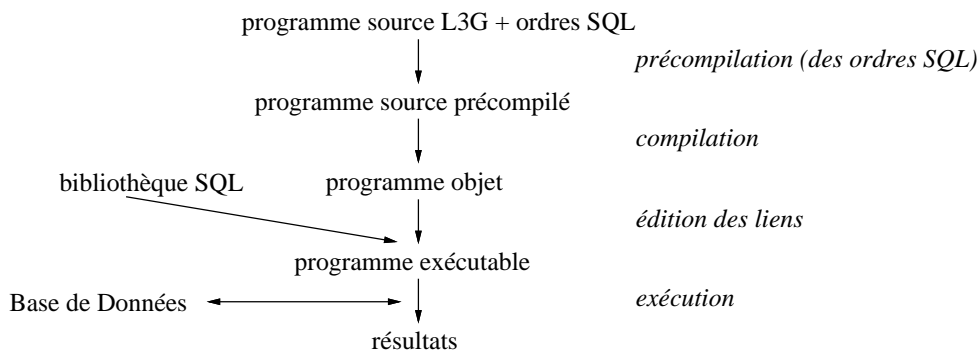 programme source L3G + ordres SQL
précompilation (des ordres SQL)
programme source précompilé
compilation
bibliothèque SQL
programme objet
édition des liens
programme exécutable
Base de Données
exécution
résultats